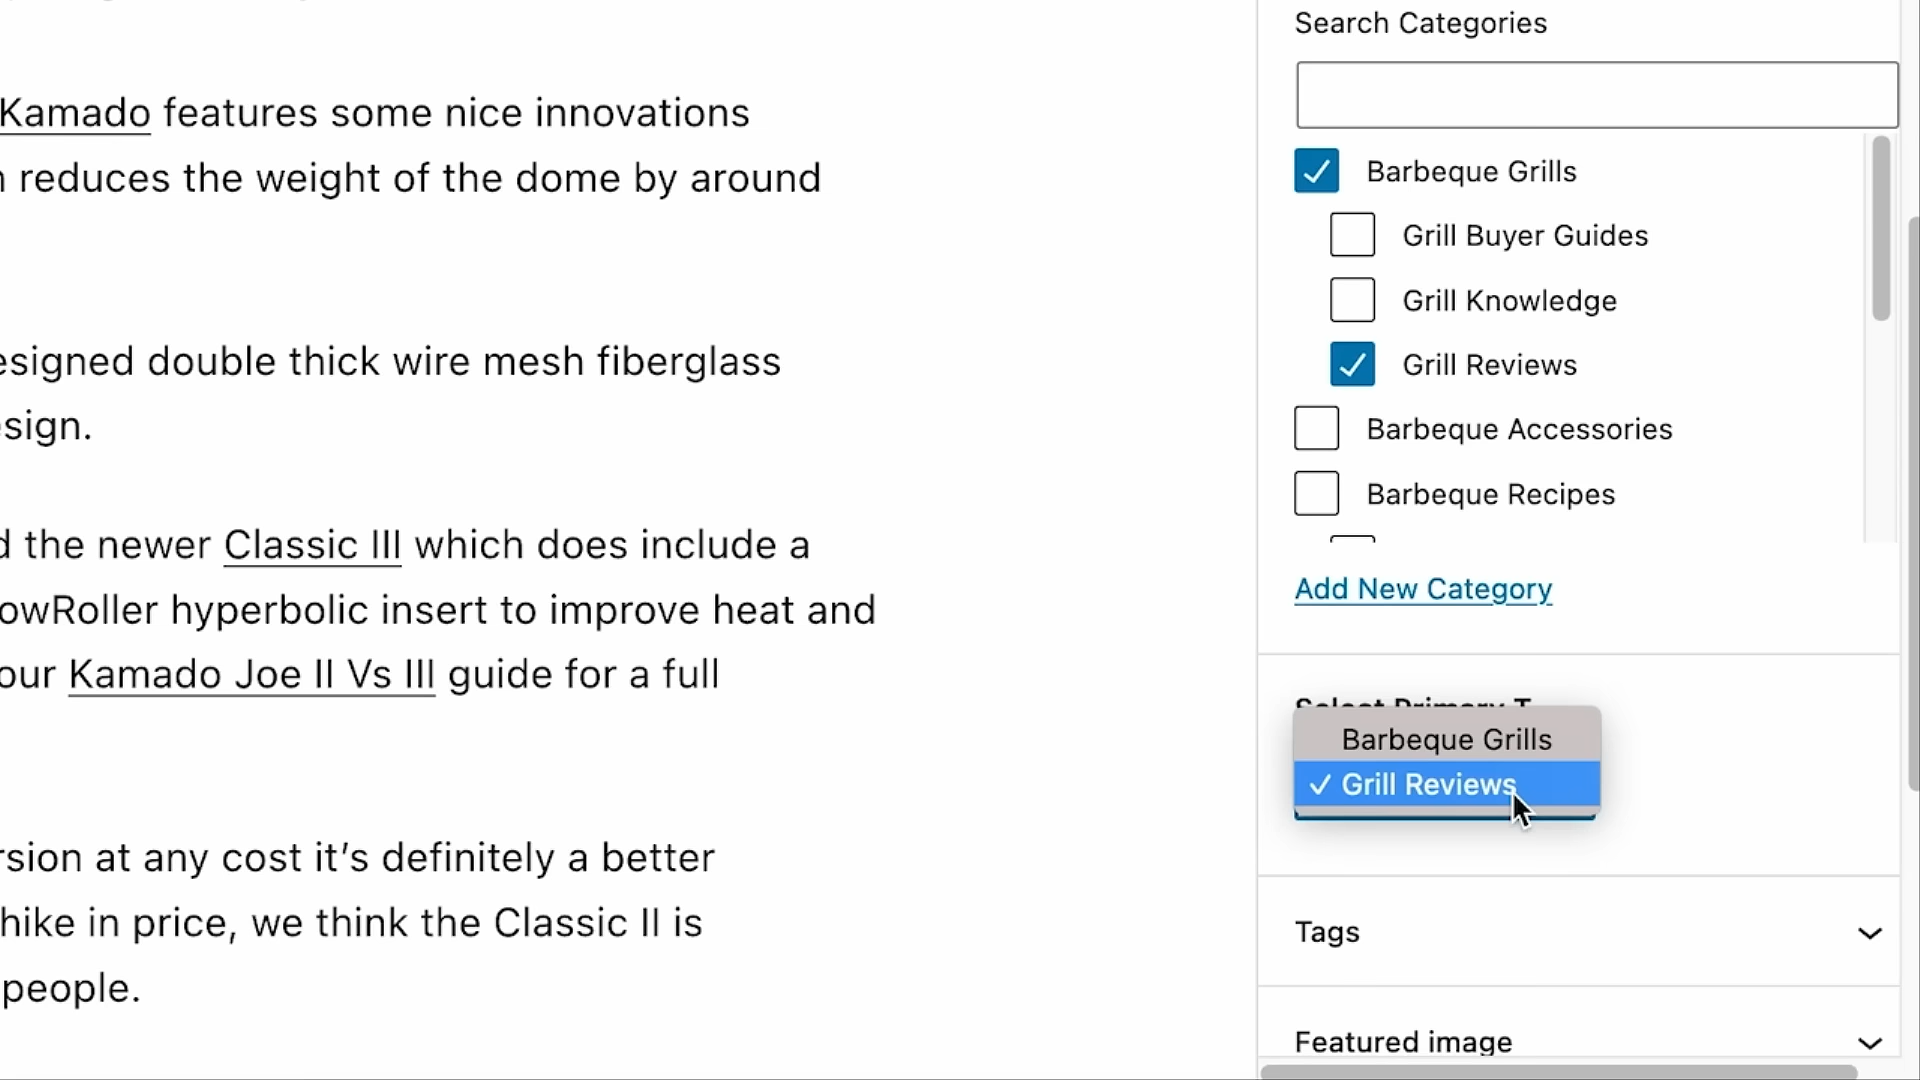 Kamado features some nice innovations
reduces the weight of the dome by around
esigned double thick wire mesh fiberglass
esign.
d the newer Classic III which does include a
owRoller hyperbolic insert to improve heat and
our Kamado Joe II Vs III guide for a full
rsion at any cost it’s definitely a better
hike in price, we think the Classic II is
people.
Search Categories
Barbeque Grills
Grill Buyer Guides
Grill Knowledge
Grill Reviews
Barbeque Accessories
Barbeque Recipes
Add New Category
Select Primary T
Barbeque Grills
✓ Grill Reviews
Tags
Featured image